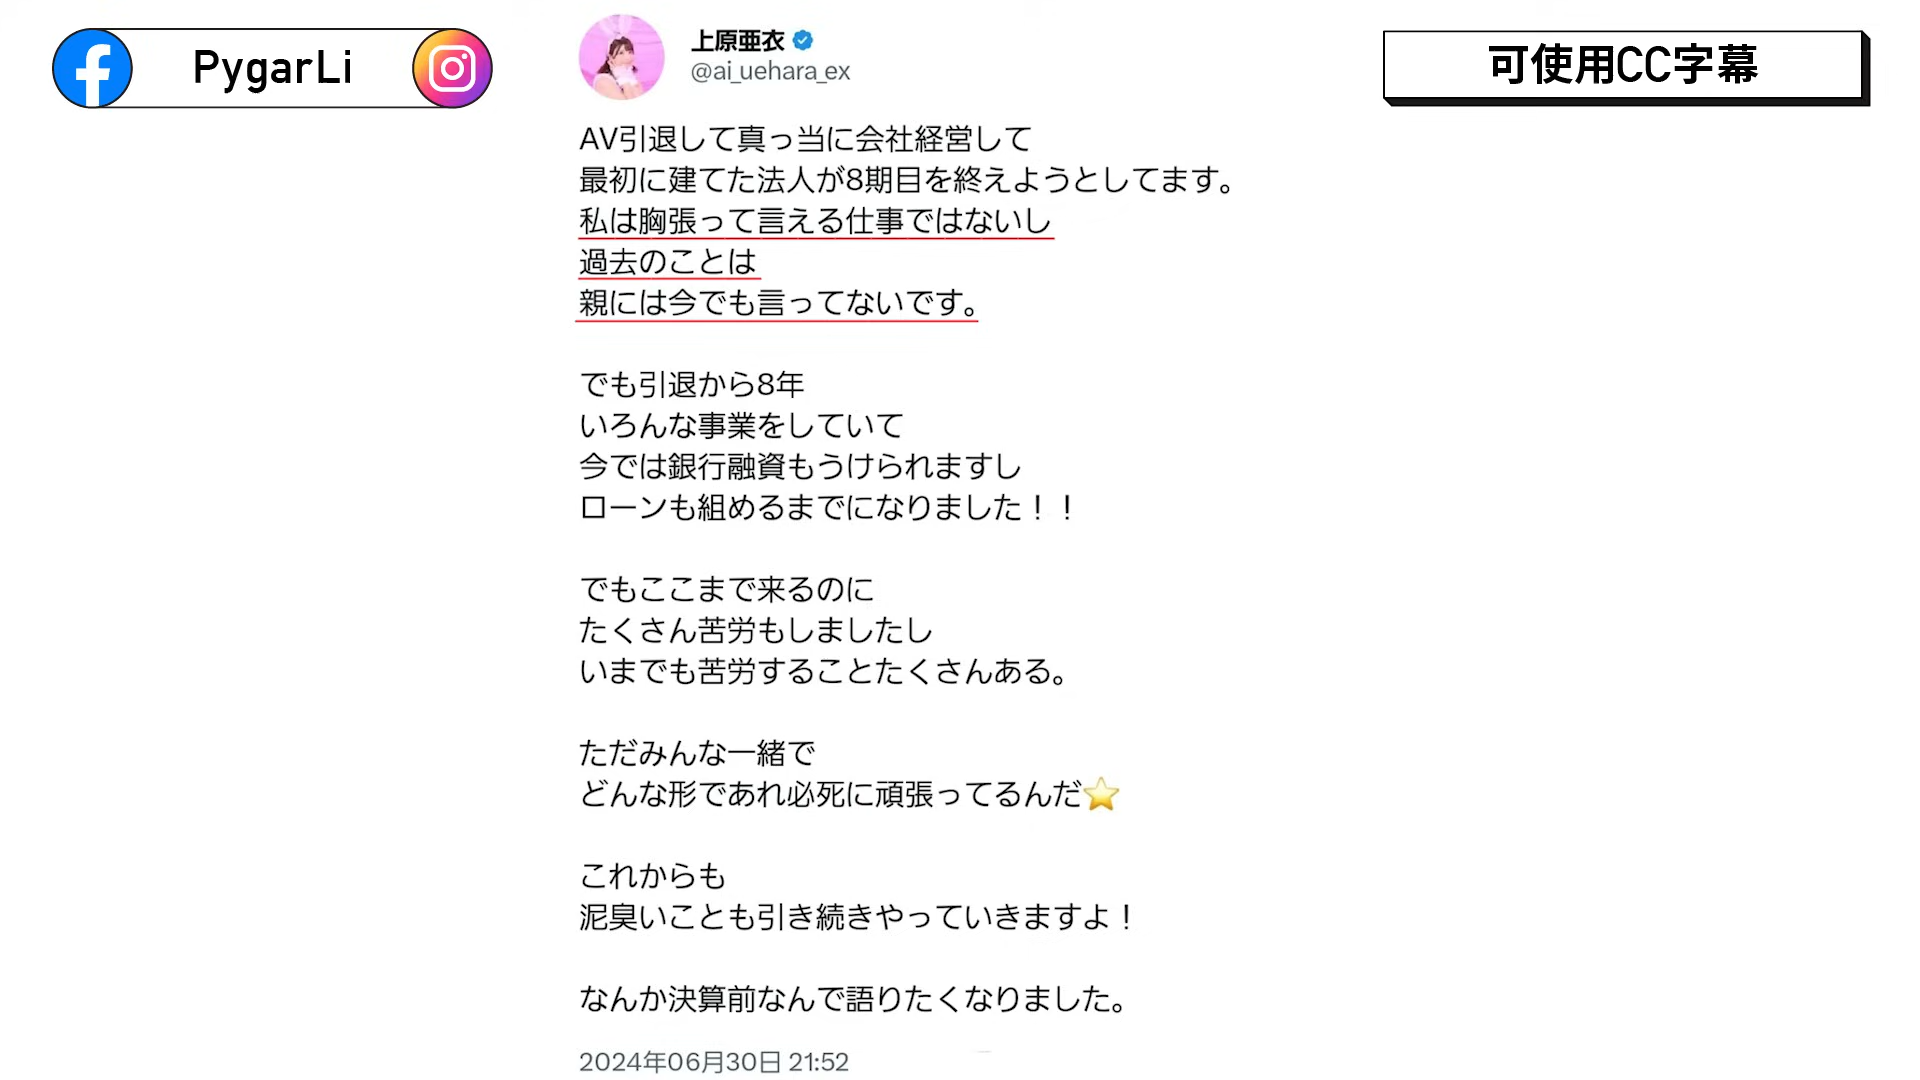 PygarLi
可使用CC字幕
上原亜衣
@ai_uehara_ex
AV引退して真っ当に会社経営して
最初に建てた法人が8期目を終えようとしてます。
私は胸張って言える仕事ではないし
過去のことは
親には今でも言ってないです。
でも引退から8年
いろんな事業をしていて
今では銀行融資もうけられますし
ローンも組めるまでになりました！！
でもここまで来るのに
たくさん苦労もしましたし
いまでも苦労することたくさんある。
ただみんな一緒で
どんな形であれ必死に頑張ってるんだ⭐
これからも
泥臭いことも引き続きやっていきますよ！
なんか決算前なんで語りたくなりました。
2024年06月30日 21:52